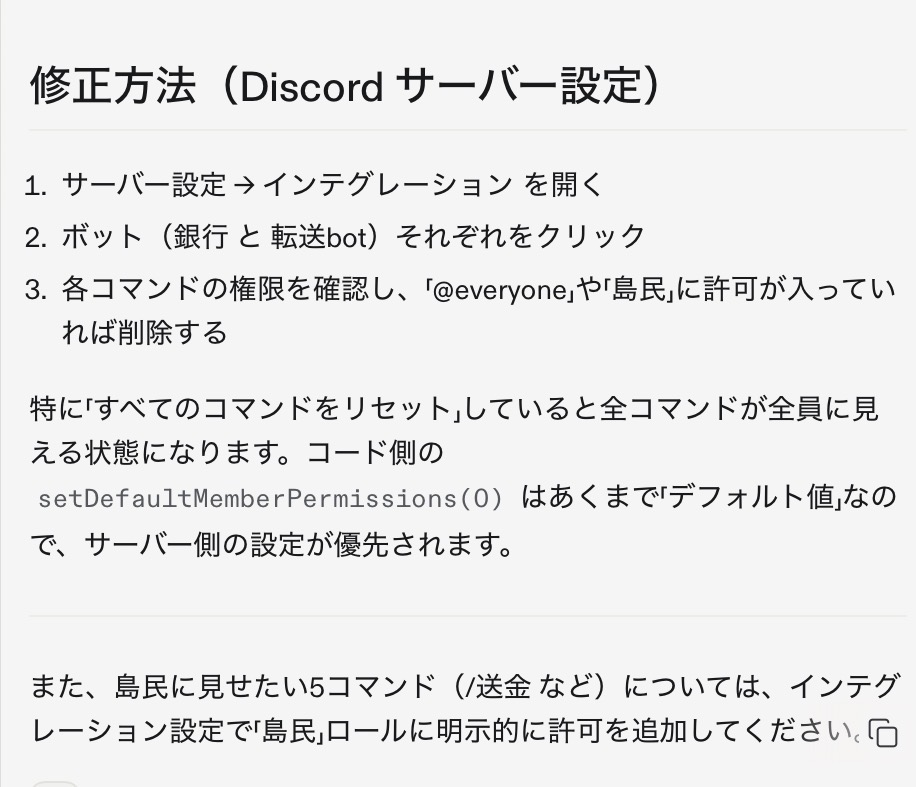 修正方法（Discord サーバー設定）
1. サーバー設定 → インテグレーション を開く
2. ボット（銀行 と 転送bot）それぞれをクリック
3. 各コマンドの権限を確認し、「@everyone」や「島民」に許可が入ってい
れば削除する
特に「すべてのコマンドをリセット」していると全コマンドが全員に見
える状態になります。コード側の
setDefaultMemberPermissions(0) はあくまで「デフォルト値」なの
で、サーバー側の設定が優先されます。
また、島民に見せたい5コマンド（/送金 など）については、インテグ
レーション設定で「島民」ロールに明示的に許可を追加してください。